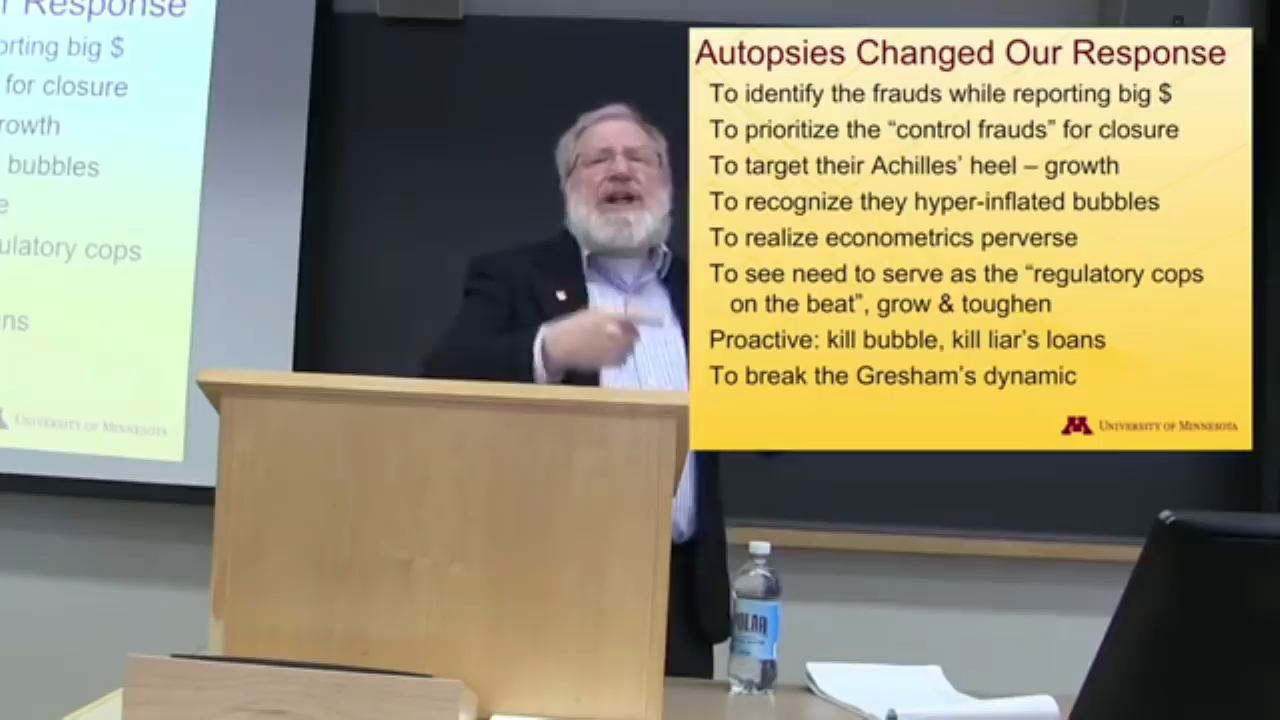 r Response
orting big $
for closure
rowth
bubbles
e
ulatory cops
ns
UNIVERSITY OF MINNESOTA
Autopsies Changed Our Response
To identify the frauds while reporting big $
To prioritize the “control frauds” for closure
To target their Achilles’ heel – growth
To recognize they hyper-inflated bubbles
To realize econometrics perverse
To see need to serve as the “regulatory cops
on the beat”, grow & toughen
Proactive: kill bubble, kill liar’s loans
To break the Gresham’s dynamic
M UNIVERSITY OF MINNESOTA
POLAR